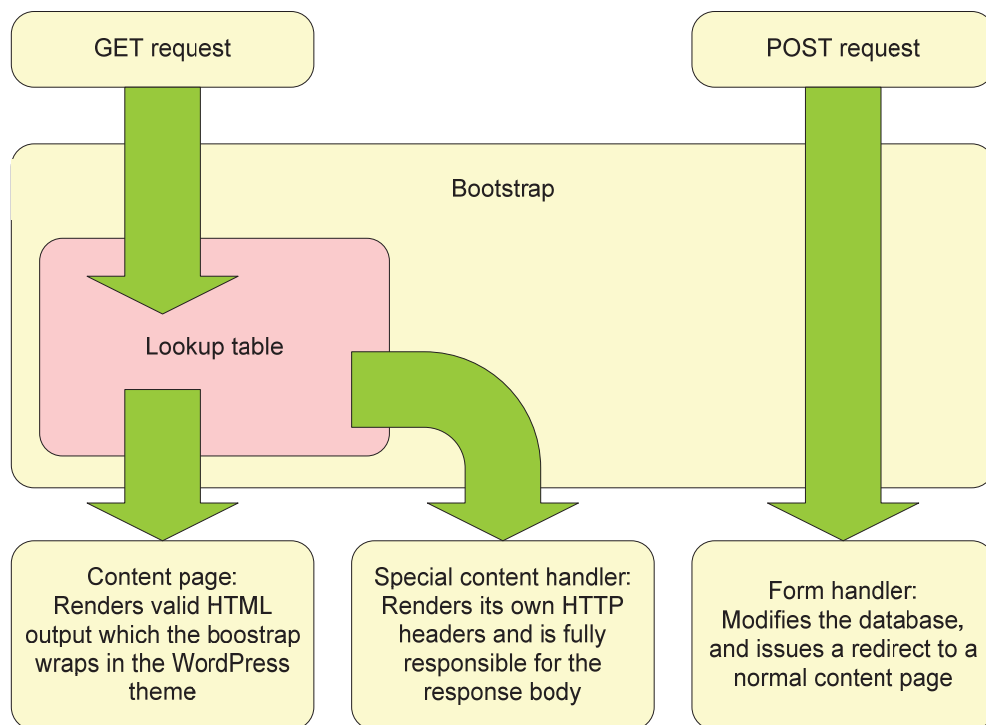 GET request
POST request
Bootstrap
Lookup table
Content page:
Renders valid HTML
output which the boostrap
wraps in the WordPress
theme
Special content handler:
Renders its own HTTP
headers and is fully
responsible for the
response body
Form handler:
Modifies the database,
and issues a redirect to a
normal content page